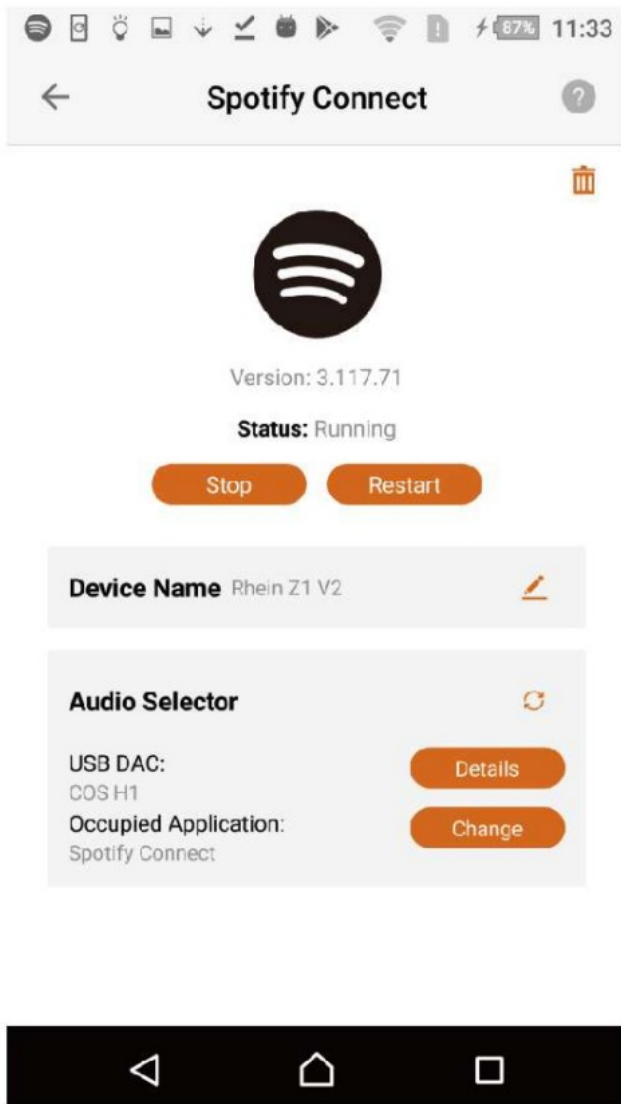 87% 11:33
Spotify Connect ?
Version: 3.117.71
Status: Running
Stop Restart
Device Name Rhein Z1 V2
Audio Selector
USB DAC: Details
COS H1
Occupied Application: Change
Spotify Connect